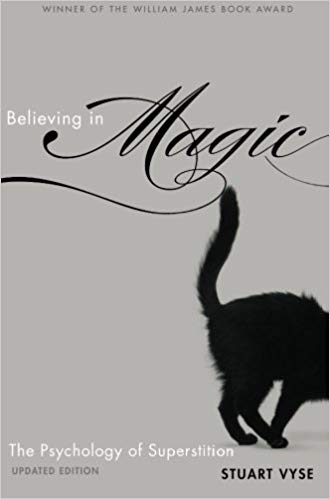 WINNER OF THE WILLIAM JAMES BOOK AWARD
Believing in
Magic
The Psychology of Superstition
UPDATED EDITION
STUART VYSE